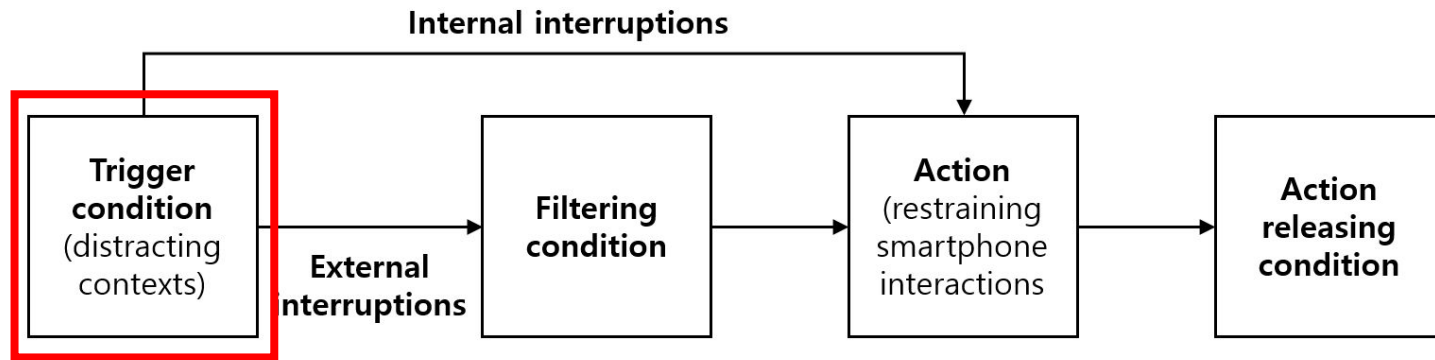 Internal interruptions
Trigger
condition
(distracting
contexts)
External
interruptions
Filtering
condition
Action
(restraining
smartphone
interactions
Action
releasing
condition